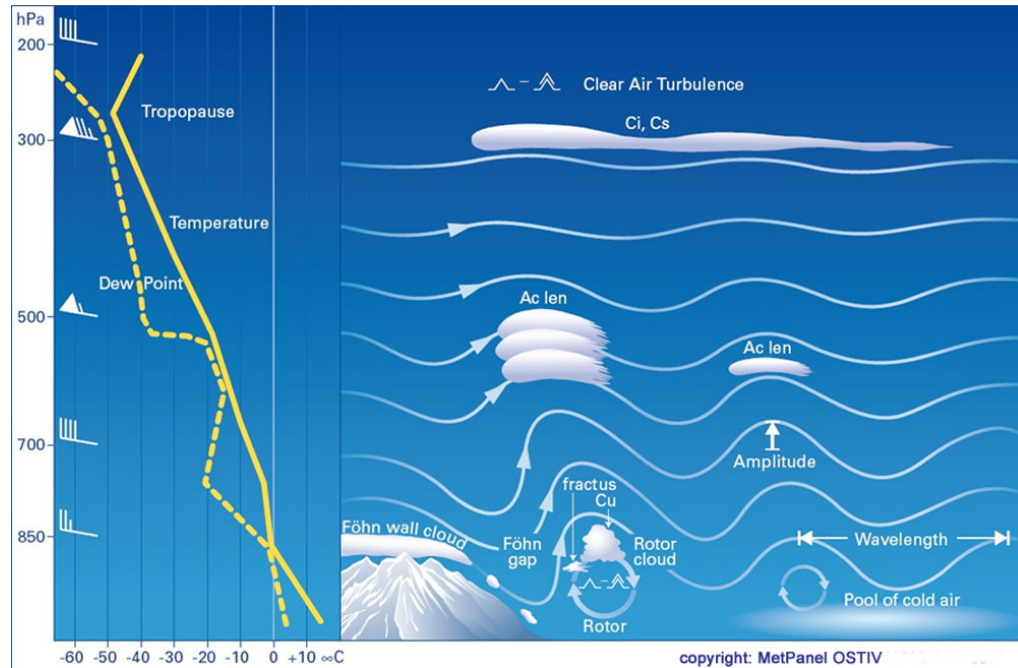 hPa
200
300
500
700
850
Tropopause
Temperature
Dew Point
-60 -50 -40 -30 -20 -10 0 +10 ∞C
Clear Air Turbulence
Ci, Cs
Ac len
Ac len
Amplitude
fractus
Cu
Föhn wall cloud
Föhn
gap
Rotor
cloud
Wavelength
Rotor
Pool of cold air
copyright: MetPanel OSTIV